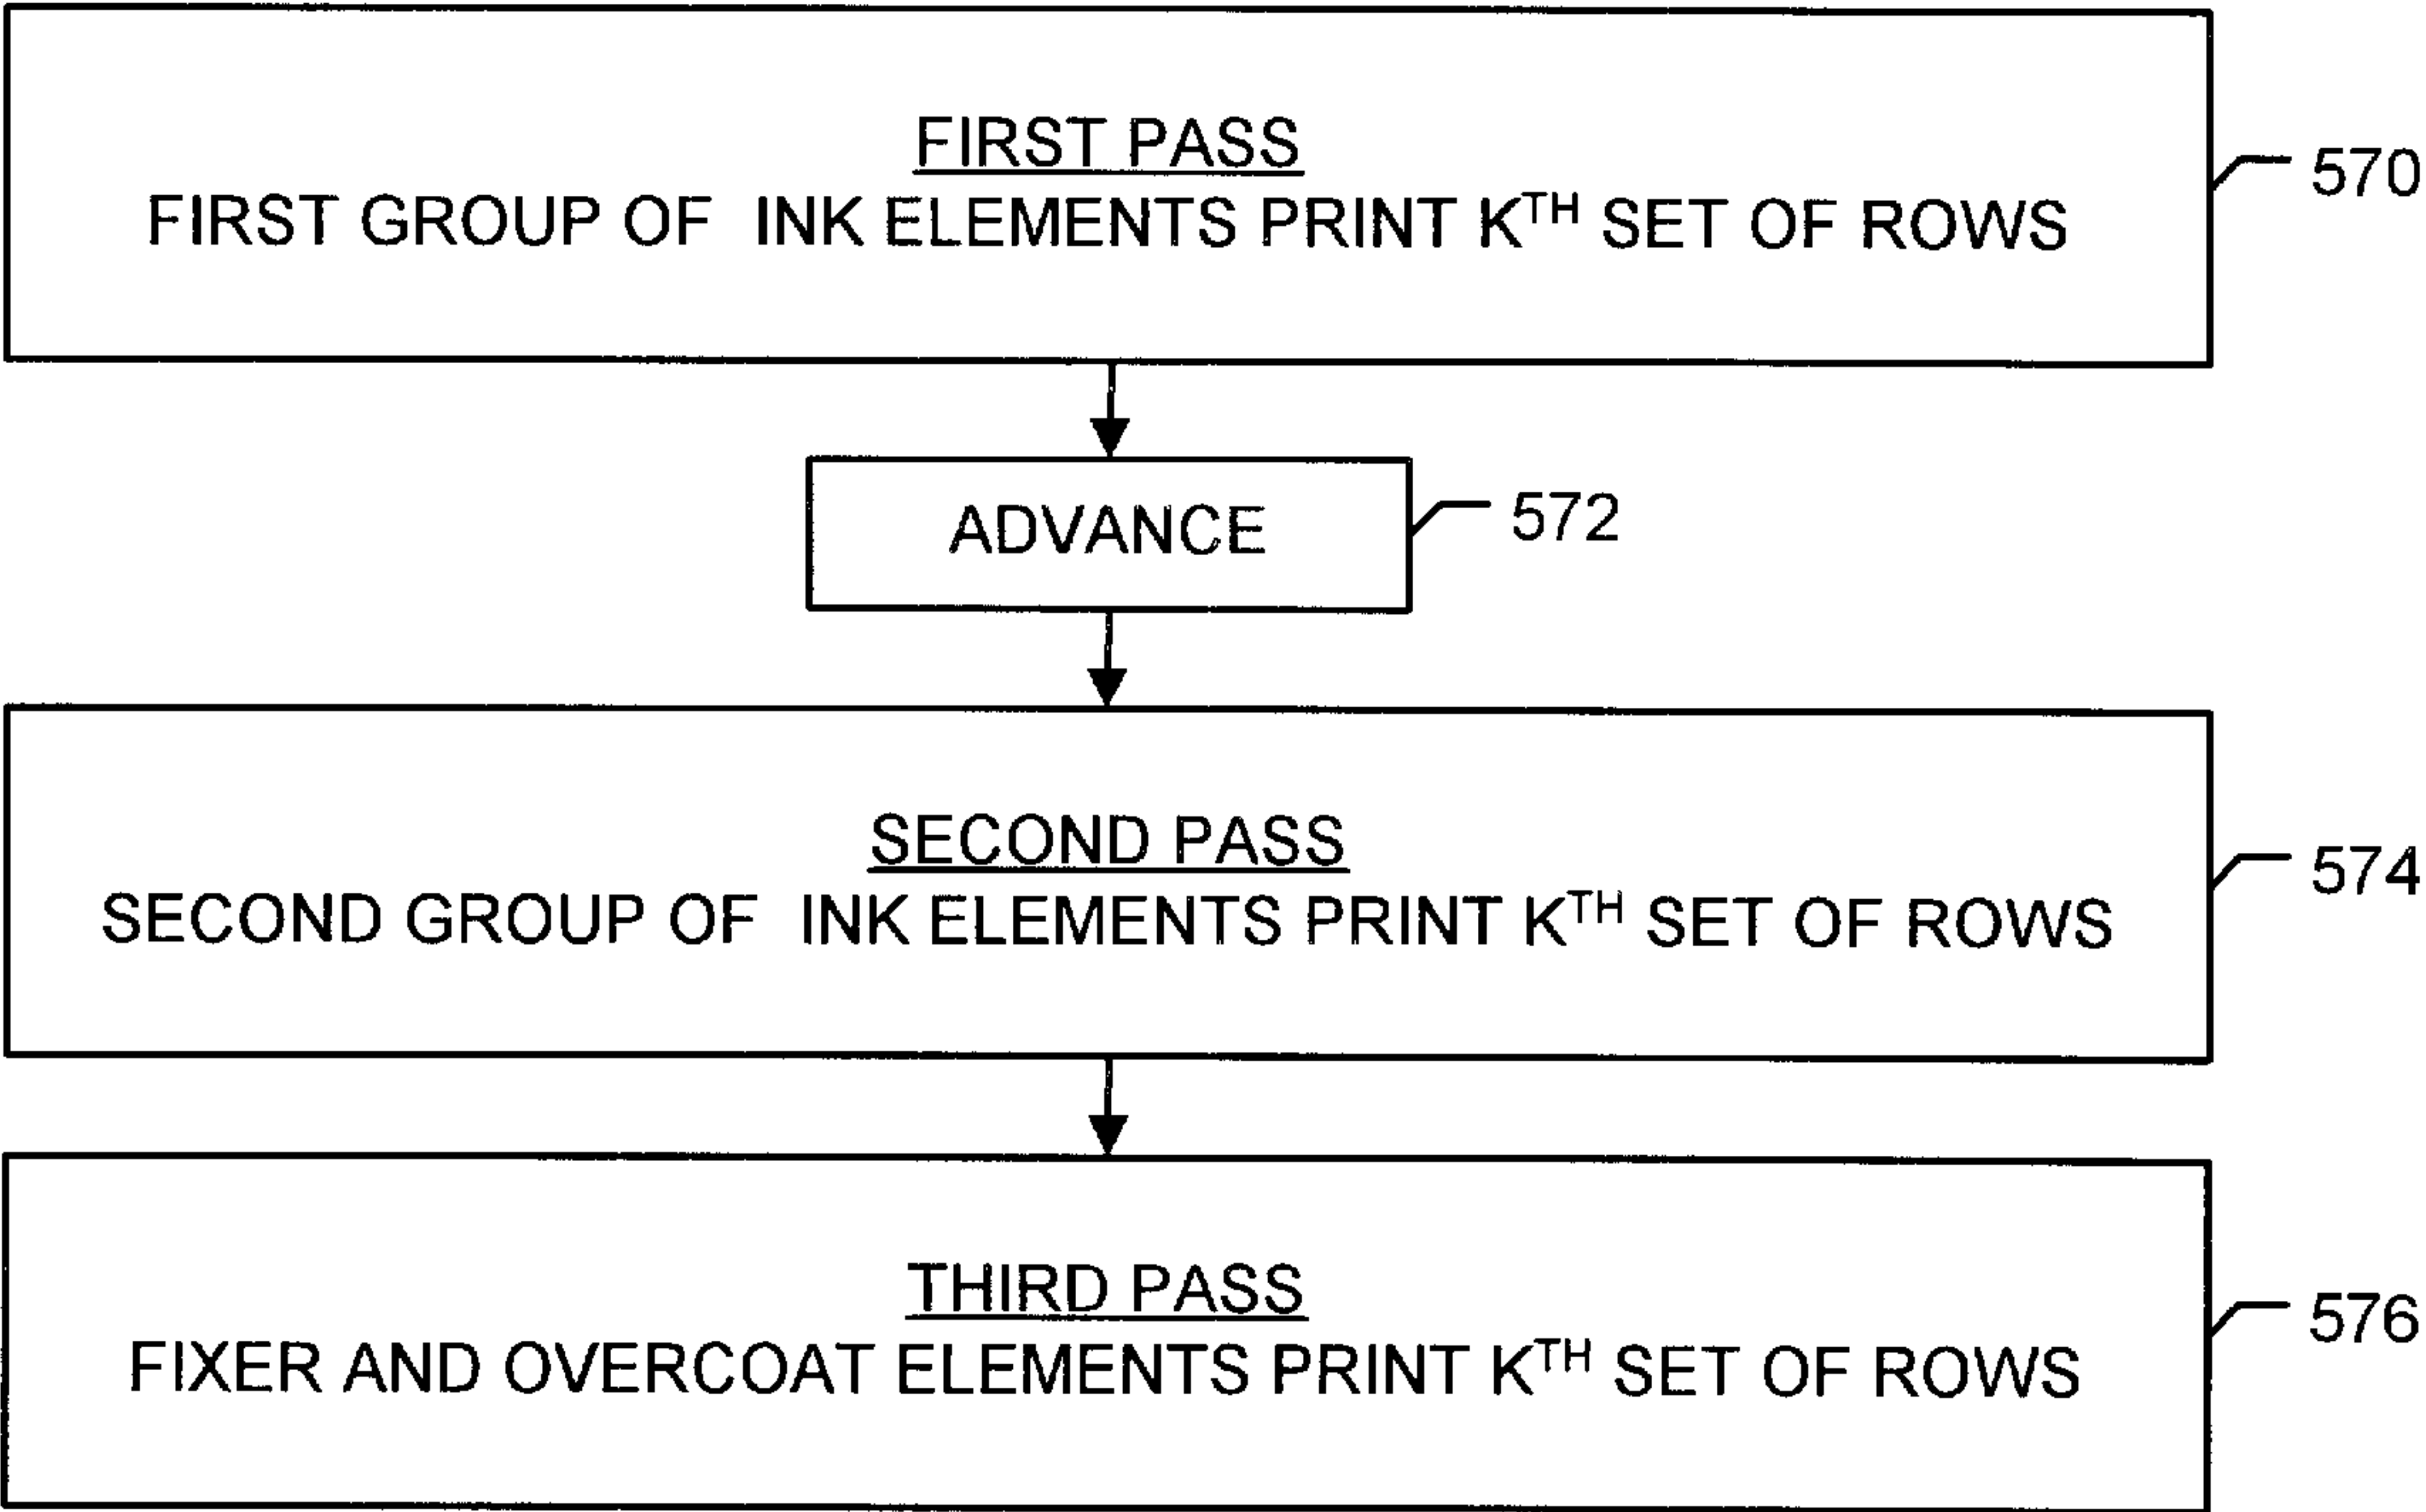 FIRST PASS
FIRST GROUP OF INK ELEMENTS PRINT Kᵀᴴ SET OF ROWS
570
ADVANCE
572
SECOND PASS
SECOND GROUP OF INK ELEMENTS PRINT Kᵀᴴ SET OF ROWS
574
THIRD PASS
FIXER AND OVERCOAT ELEMENTS PRINT Kᵀᴴ SET OF ROWS
576